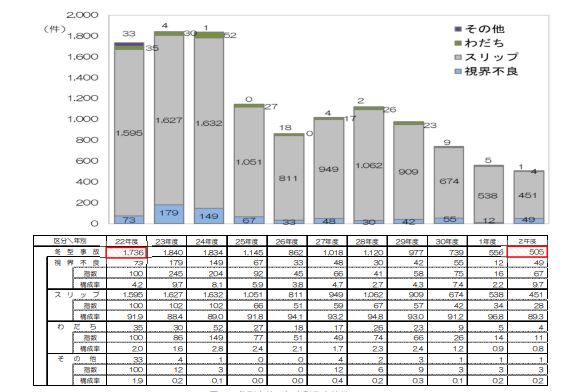 (件)
2,000
1,800
1,600
1,400
1,200
1,000
800
600
400
200
0
その他
わだち
スリップ
視界不良
33 4 1
35 30 52
1,595 1,627 1,632
73 179 149
0 27 1,051 67
18 0 811 33
4 17 949 48
2 26 1,062 30
23 909 42
9 674 55
5 538 12
1 4 451 49
区分＼年別 22年度 23年度 24年度 25年度 26年度 27年度 28年度 29年度 30年度 1年度 2年度
冬型事故 1,736 1,840 1,834 1,145 862 1,018 1,120 977 739 556 505
視界不良 73 179 149 67 33 48 30 42 55 12 49
指数 100 245 204 92 45 66 41 58 75 16 67
構成率 4.2 9.7 8.1 5.9 3.8 4.7 2.7 4.3 7.4 2.2 9.7
スリップ 1,595 1,627 1,632 1,051 811 949 1,062 909 674 538 451
指数 100 102 102 66 51 59 67 57 42 34 28
構成率 91.9 88.4 89.0 91.8 94.1 93.2 94.8 93.0 91.2 96.8 89.3
わだち 35 30 52 27 18 17 26 23 9 5 4
指数 100 86 149 77 51 49 74 66 26 14 11
構成率 2.0 1.6 2.8 2.4 2.1 1.7 2.3 2.4 1.2 0.9 0.8
その他 33 4 1 0 0 4 2 3 1 1 1
指数 100 12 3 0 0 12 6 9 3 3 3
構成率 1.9 0.2 0.1 0.0 0.0 0.4 0.2 0.3 0.1 0.2 0.2